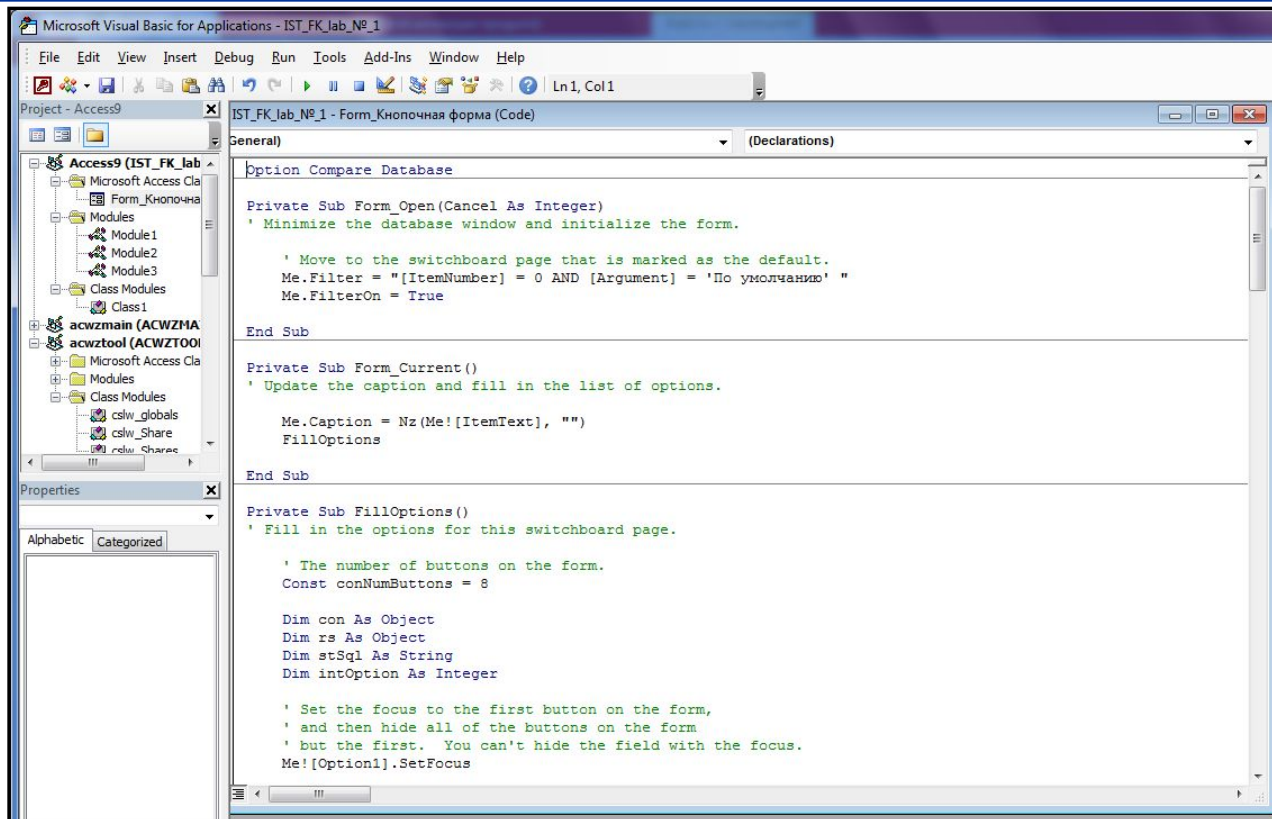 Microsoft Visual Basic for Applications - IST_FK_lab_№_1
File Edit View Insert Debug Run Tools Add-Ins Window Help
Ln 1, Col 1
Project - Access9
Access9 (IST_FK_lab
Microsoft Access Cla
Form_Кнопочна
Modules
Module1
Module2
Module3
Class Modules
Class1
acwzmain (ACWZMA
acwztool (ACWZTOO
Microsoft Access Cla
Modules
Class Modules
cslw_globals
cslw_Share
cslw_Shares
Properties
Alphabetic Categorized
IST_FK_lab_№_1 - Form_Кнопочная форма (Code)
General) (Declarations)
Option Compare Database
Private Sub Form_Open(Cancel As Integer)
' Minimize the database window and initialize the form.
' Move to the switchboard page that is marked as the default.
Me.Filter = "[ItemNumber] = 0 AND [Argument] = 'По умолчанию' "
Me.FilterOn = True
End Sub
Private Sub Form_Current()
' Update the caption and fill in the list of options.
Me.Caption = Nz(Me![ItemText], "")
FillOptions
End Sub
Private Sub FillOptions()
' Fill in the options for this switchboard page.
' The number of buttons on the form.
Const conNumButtons = 8
Dim con As Object
Dim rs As Object
Dim stSql As String
Dim intOption As Integer
' Set the focus to the first button on the form,
' and then hide all of the buttons on the form
' but the first.  You can't hide the field with the focus.
Me![Option1].SetFocus